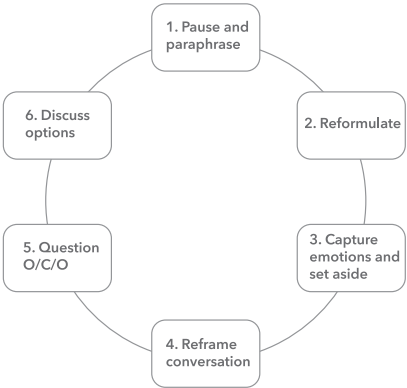 1. Pause and
paraphrase
2. Reformulate
3. Capture
emotions and
set aside
4. Reframe
conversation
5. Question
O/C/O
6. Discuss
options